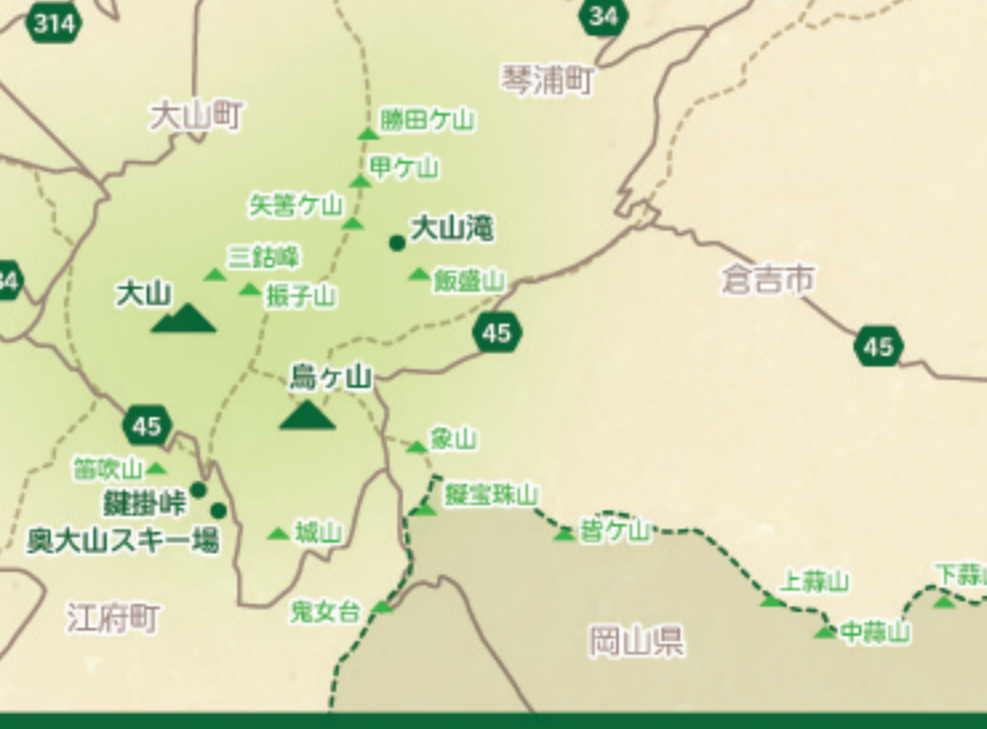 314
34
琴浦町
大山町
勝田ケ山
甲ケ山
矢筈ケ山
大山滝
三鈷峰
飯盛山
振子山
大山
倉吉市
45
45
烏ヶ山
45
象山
笛吹山
鍵掛峠
擬宝珠山
奥大山スキー場
城山
皆ケ山
上蒜山
下蒜
鬼女台
江府町
中蒜山
岡山県